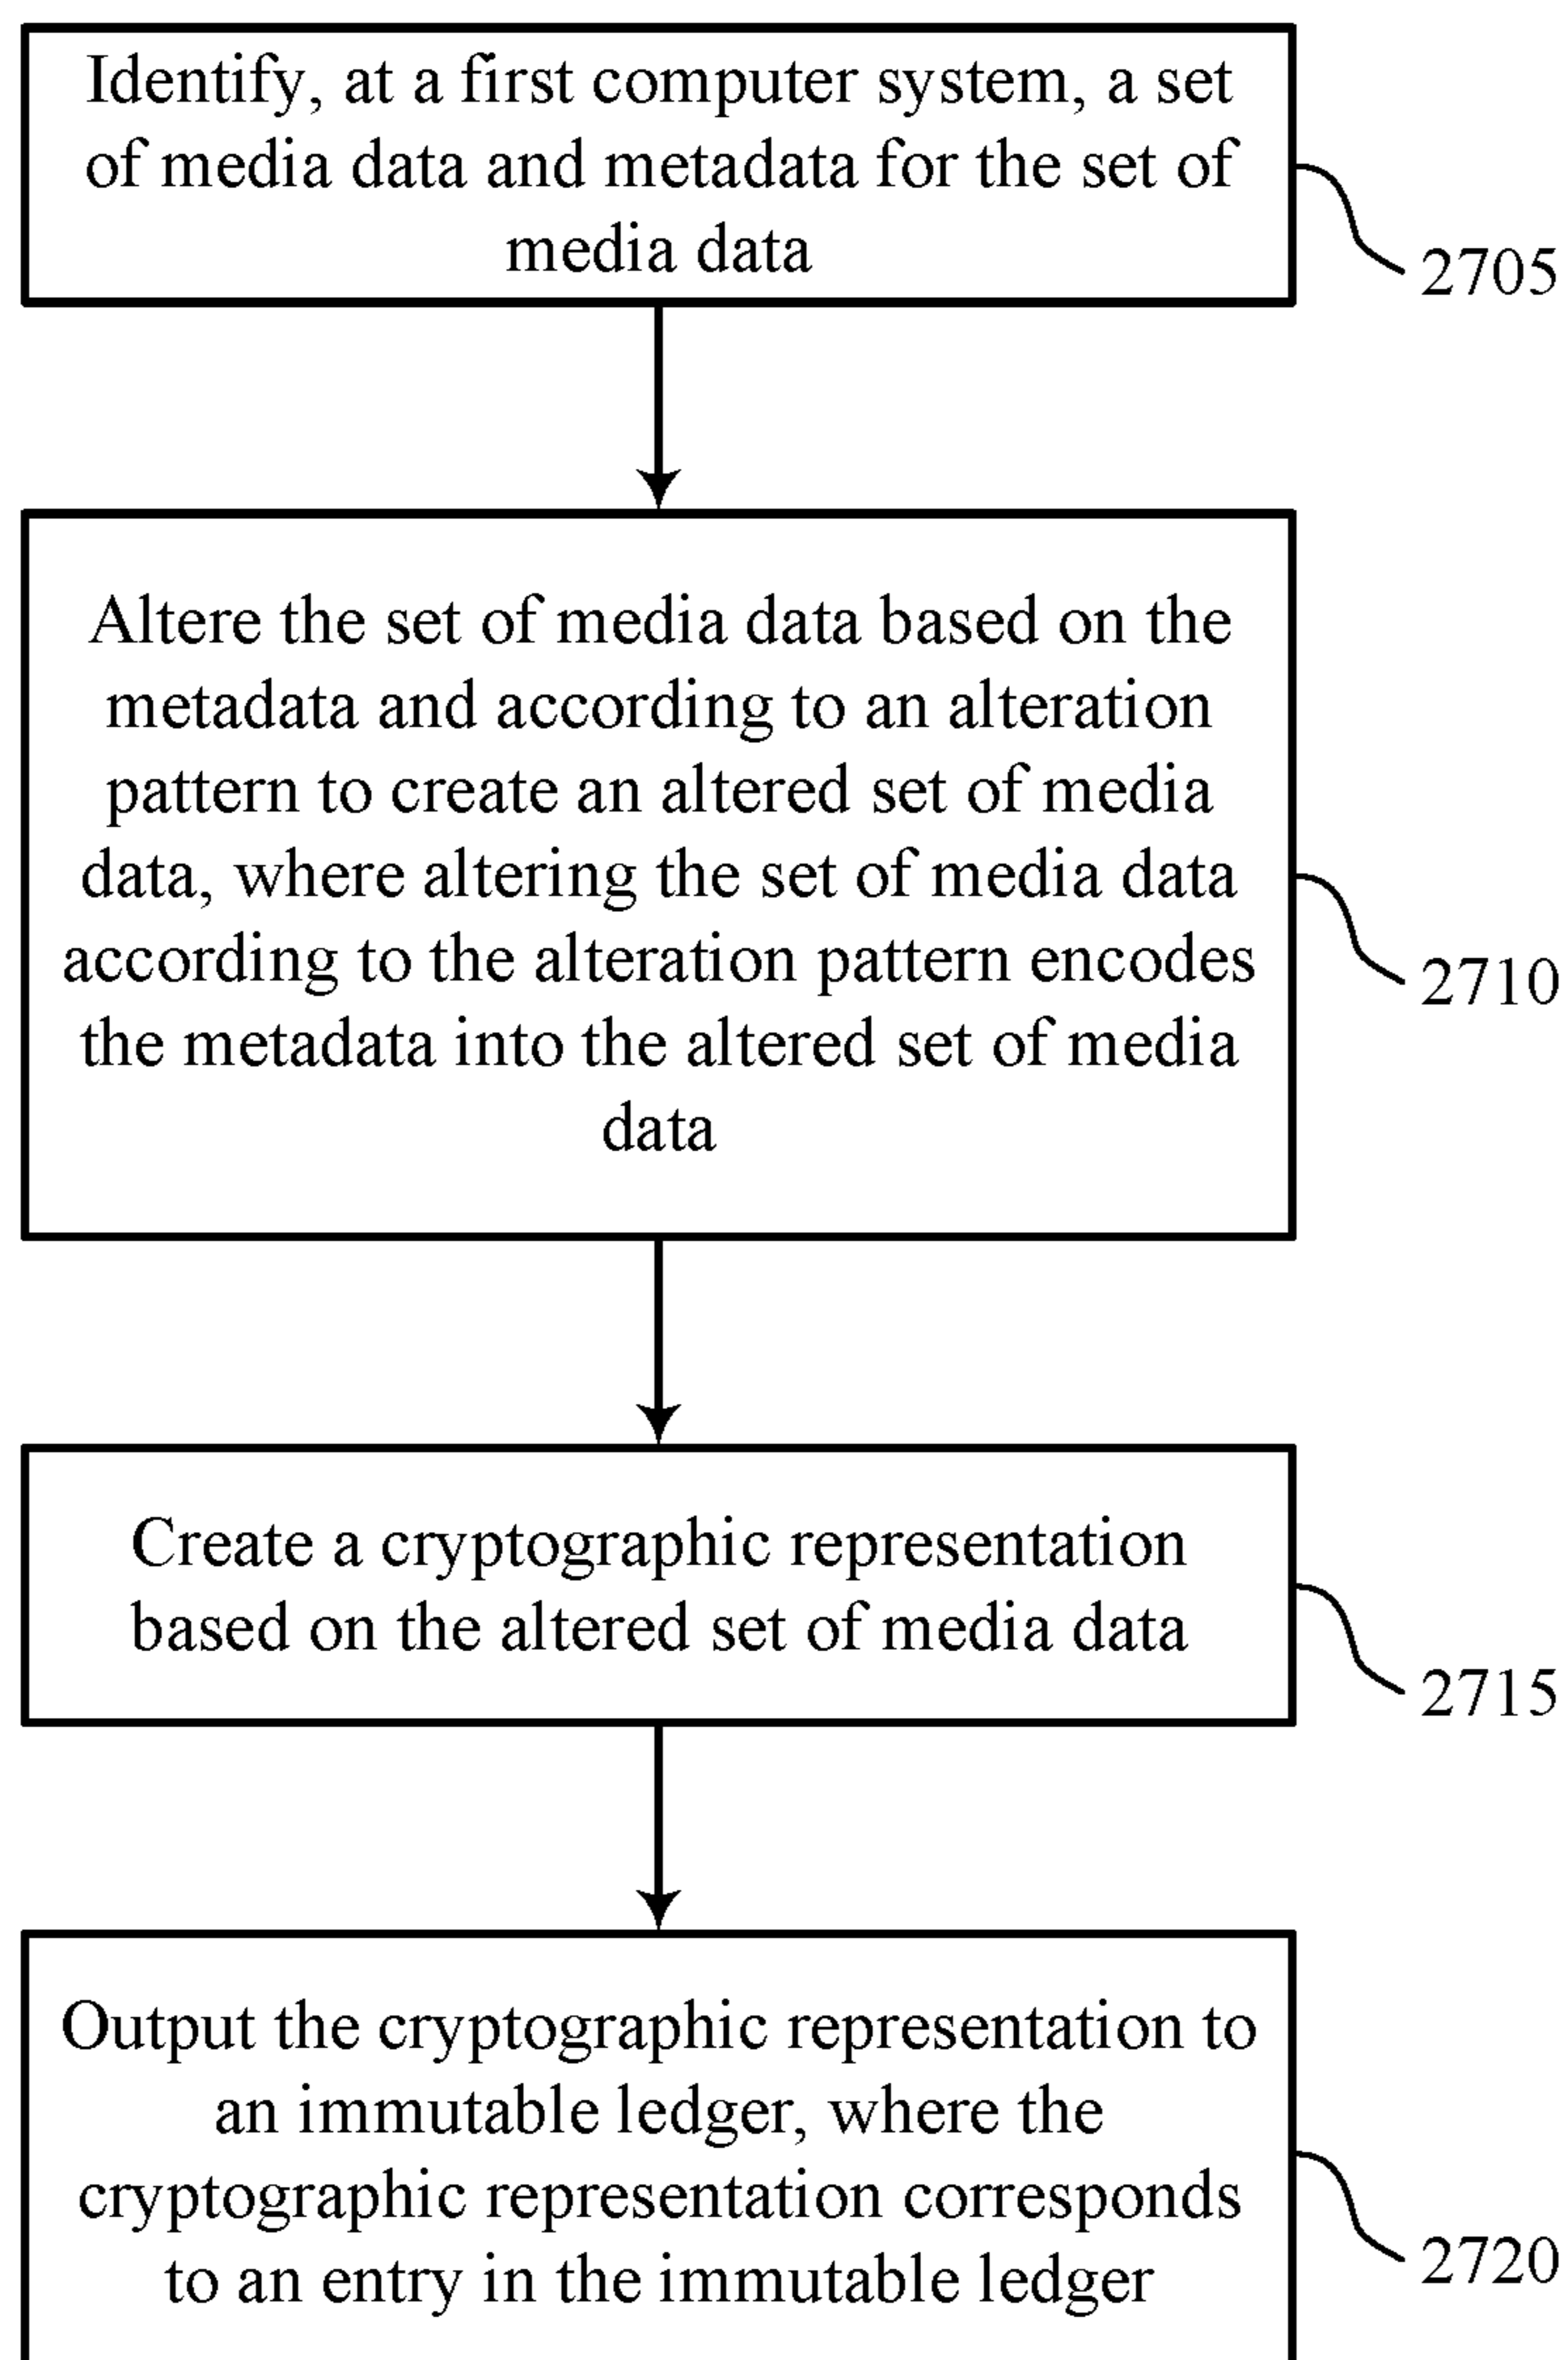 Identify, at a first computer system, a set
of media data and metadata for the set of
media data
2705
Altere the set of media data based on the
metadata and according to an alteration
pattern to create an altered set of media
data, where altering the set of media data
according to the alteration pattern encodes
the metadata into the altered set of media
data
2710
Create a cryptographic representation
based on the altered set of media data
2715
Output the cryptographic representation to
an immutable ledger, where the
cryptographic representation corresponds
to an entry in the immutable ledger
2720